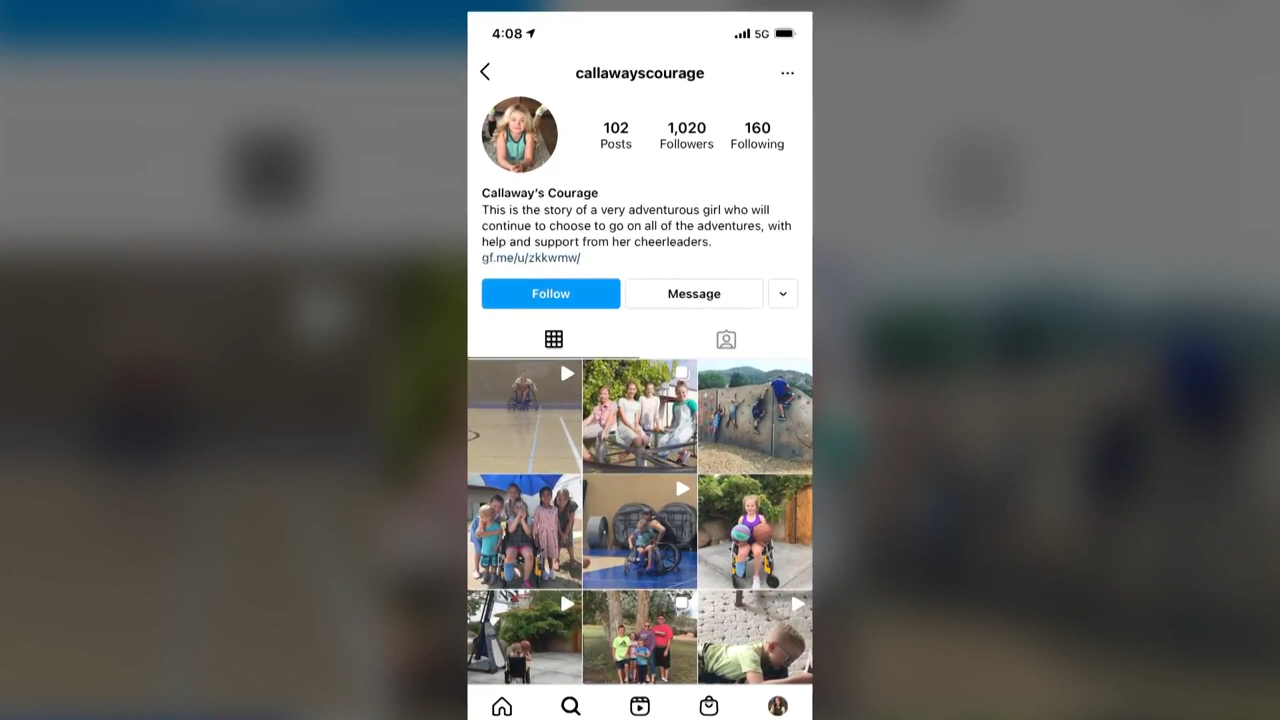 4:08
5G
callawayscourage
...
102
1,020
160
Posts
Followers
Following
Callaway's Courage
This is the story of a very adventurous girl who will
continue to choose to go on all of the adventures, with
help and support from her cheerleaders.
gf.me/u/zkkwmw/
Follow
Message